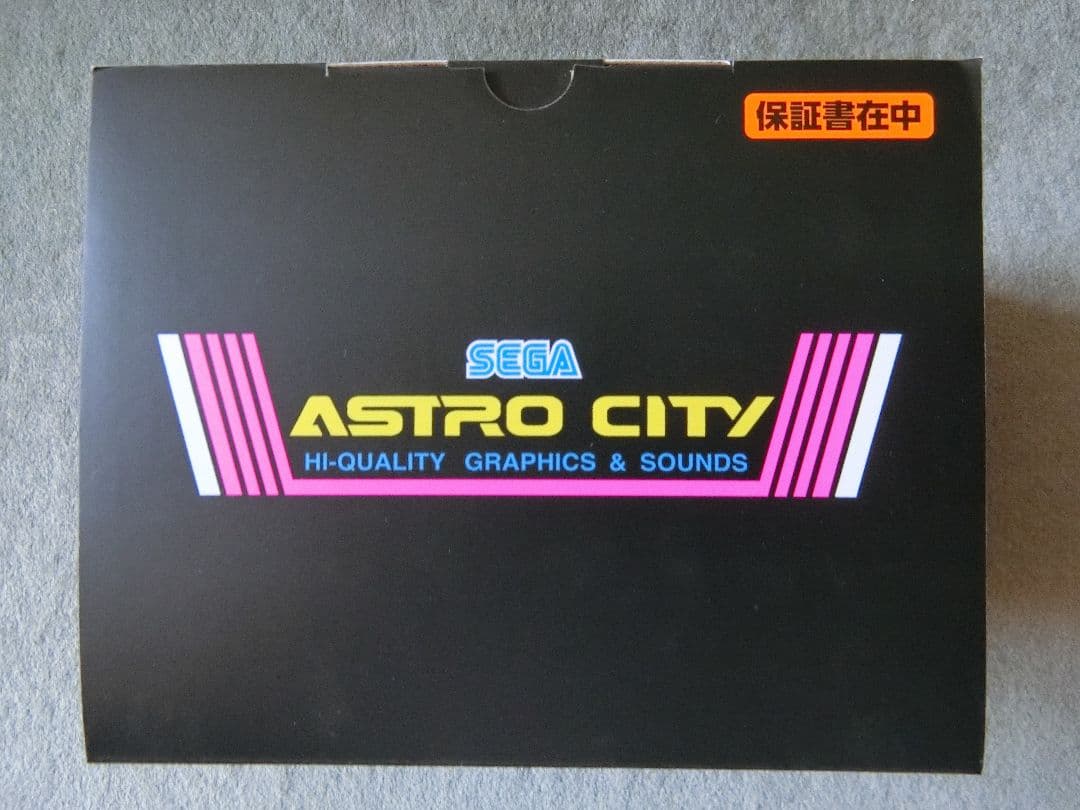 保証書在中
SEGA
ASTRO CITY
HI-QUALITY GRAPHICS & SOUNDS